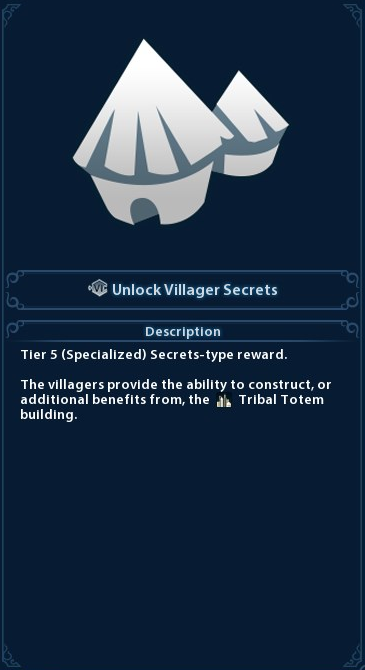 Unlock Villager Secrets
Description
Tier 5 (Specialized) Secrets-type reward.
The villagers provide the ability to construct, or
additional benefits from, the Tribal Totem
building.